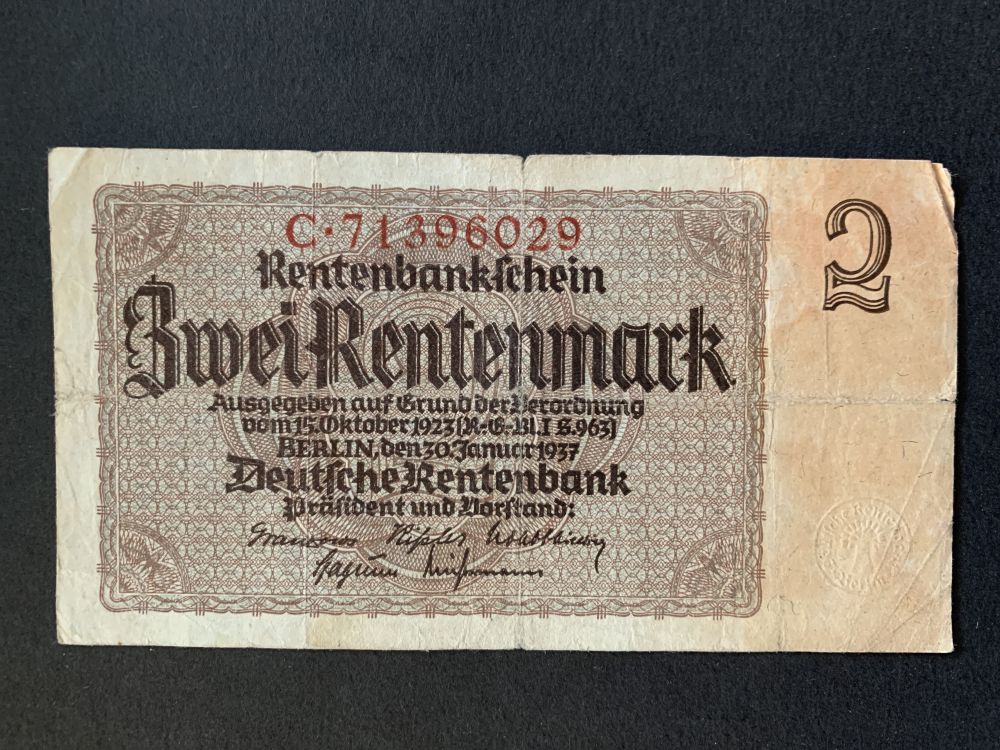 C·71396029
2
Rentenbankschein
Zwei Rentenmark
Ausgegeben auf Grund der Verordnung
vom 15. Oktober 1923 (R-G-Bl. I S. 963)
BERLIN, den 30. Januar 1937
Deutsche Rentenbank
Präsident und Vorstand: